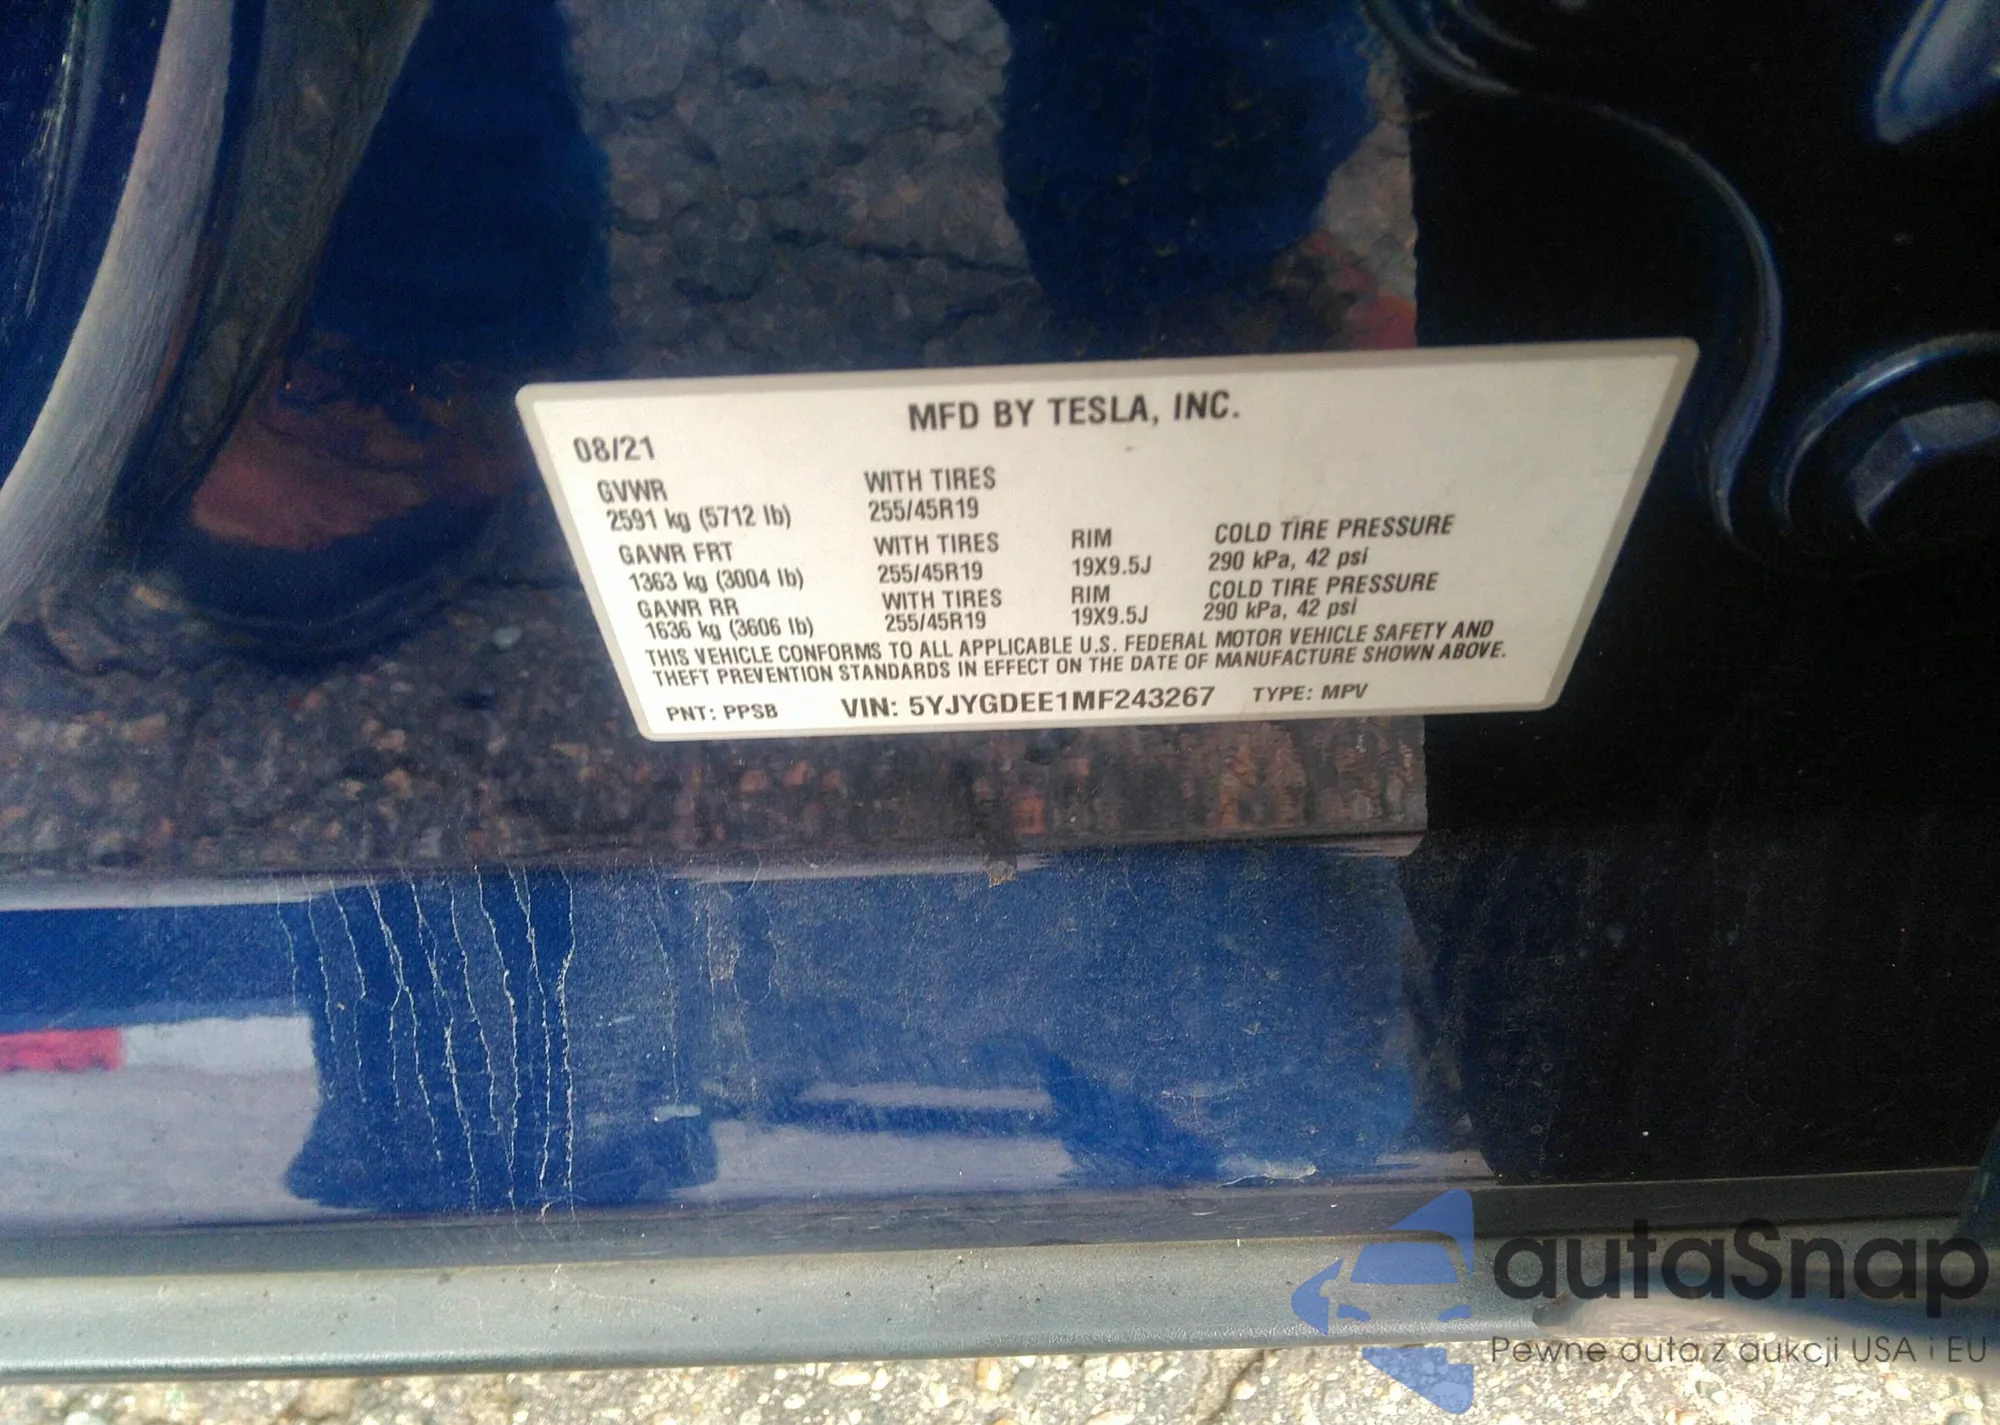 MFD BY TESLA, INC.
08/21
GVWR WITH TIRES
2591 kg (5712 lb) 255/45R19
GAWR FRT WITH TIRES RIM COLD TIRE PRESSURE
1363 kg (3004 lb) 255/45R19 19X9.5J 290 kPa, 42 psi
GAWR RR WITH TIRES RIM COLD TIRE PRESSURE
1636 kg (3606 lb) 255/45R19 19X9.5J 290 kPa, 42 psi
THIS VEHICLE CONFORMS TO ALL APPLICABLE U.S. FEDERAL MOTOR VEHICLE SAFETY AND
THEFT PREVENTION STANDARDS IN EFFECT ON THE DATE OF MANUFACTURE SHOWN ABOVE.
PNT: PPSB VIN: 5YJYGDEE1MF243267 TYPE: MPV
autaSnap
Pewne auta z aukcji USA i EU